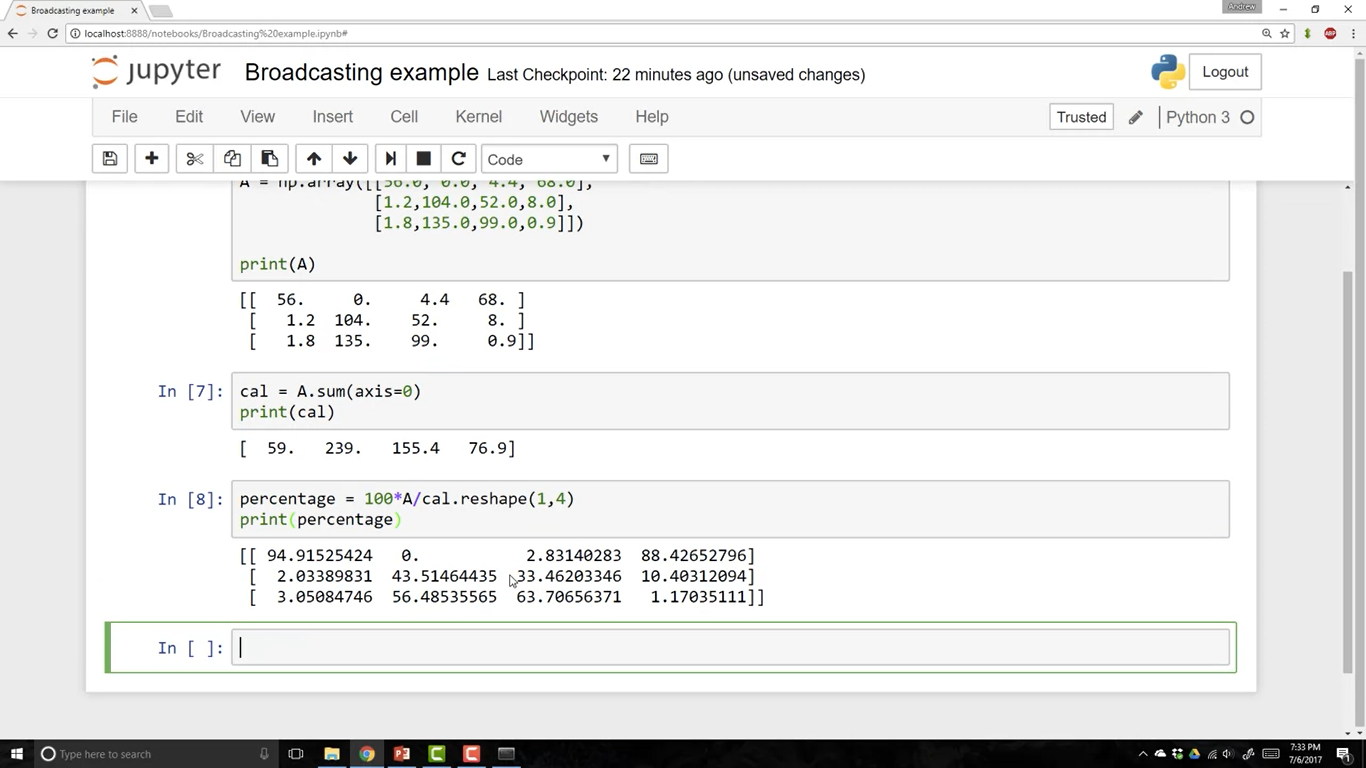 Broadcasting example
Andrew
localhost:8888/notebooks/Broadcasting%20example.ipynb#
ABP
jupyter Broadcasting example Last Checkpoint: 22 minutes ago (unsaved changes)
Logout
File Edit View Insert Cell Kernel Widgets Help
Trusted
Python 3
Code
A = np.array([[56.0, 0.0, 4.4, 68.0],
[1.2,104.0,52.0,8.0],
[1.8,135.0,99.0,0.9]])
print(A)
[[ 56. 0. 4.4 68. ]
[ 1.2 104. 52. 8. ]
[ 1.8 135. 99. 0.9]]
In [7]: cal = A.sum(axis=0)
print(cal)
[ 59. 239. 155.4 76.9]
In [8]: percentage = 100*A/cal.reshape(1,4)
print(percentage)
[[ 94.91525424 0. 2.83140283 88.42652796]
[ 2.03389831 43.51464435 33.46203346 10.40312094]
[ 3.05084746 56.48535565 63.70656371 1.17035111]]
In [ ]:
Type here to search
7:33 PM
7/6/2017